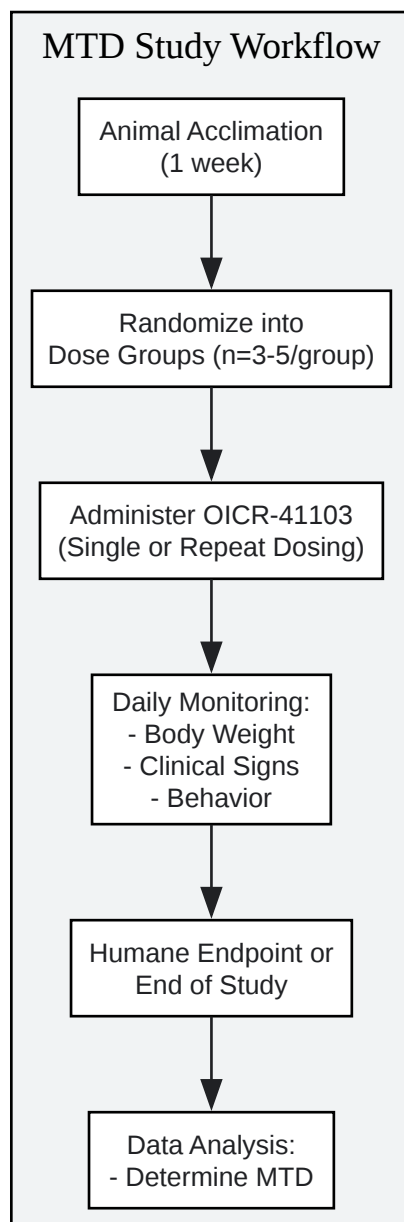 MTD Study Workflow
Animal Acclimation
(1 week)
Randomize into
Dose Groups (n=3-5/group)
Administer OICR-41103
(Single or Repeat Dosing)
Daily Monitoring:
- Body Weight
- Clinical Signs
- Behavior
Humane Endpoint or
End of Study
Data Analysis:
- Determine MTD